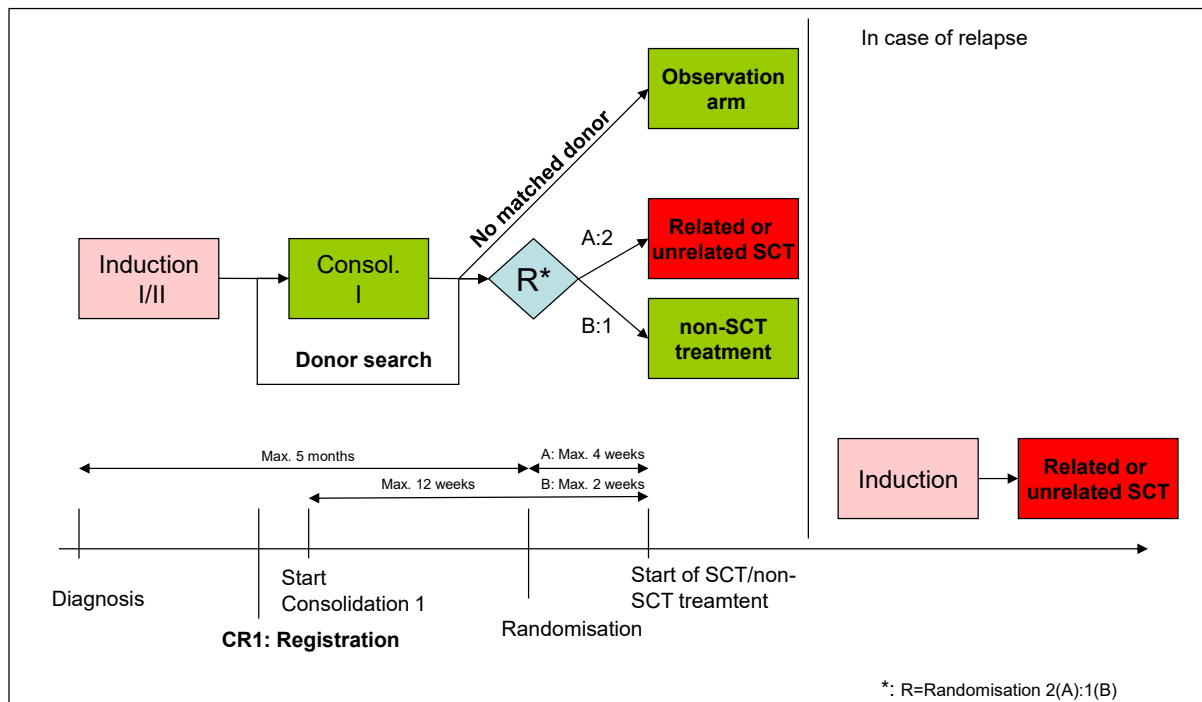 In case of relapse
Observation
arm
No matched donor
Related or
unrelated SCT
A:2
Induction
I/II
Consol.
I
R*
B:1
non-SCT
treatment
Donor search
Max. 5 months
A: Max. 4 weeks
Max. 12 weeks
B: Max. 2 weeks
Induction
Related or
unrelated SCT
Diagnosis
Start
Consolidation 1
Start of SCT/non-
SCT treamtent
CR1: Registration
Randomisation
*: R=Randomisation 2(A):1(B)